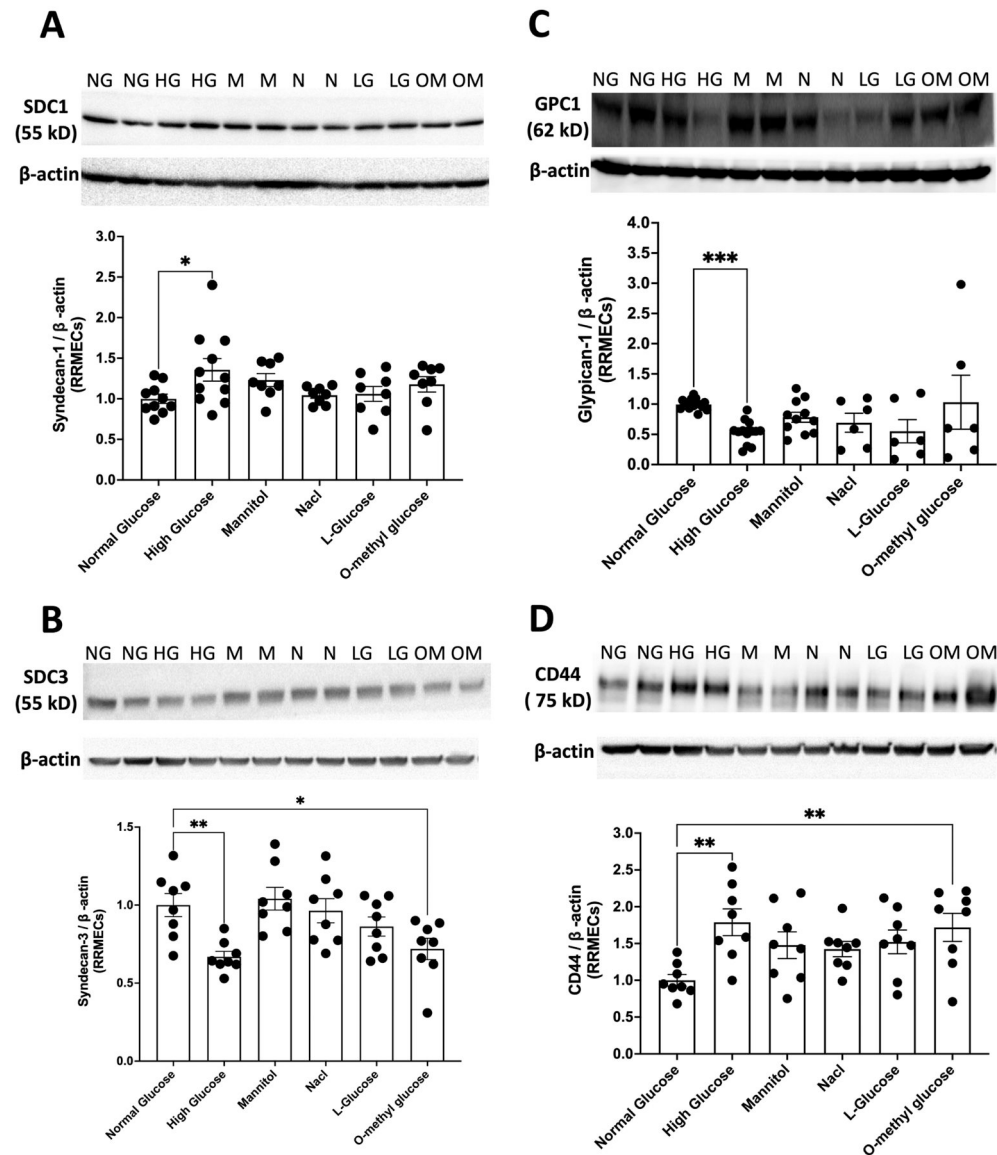 A
NG NG HG HG M M N N LG LG OM OM
SDC1
(55 kD)
β-actin
Syndecan-1 / β -actin
(RRMECs)
3.0
2.5
2.0
1.5
1.0
0.5
0.0
*
Normal Glucose
High Glucose
Mannitol
Nacl
L-Glucose
O-methyl glucose
C
NG NG HG HG M M N N LG LG OM OM
GPC1
(62 kD)
β-actin
Glypican-1 / β -actin
(RRMECs)
4.0
3.5
3.0
2.5
2.0
1.5
1.0
0.5
0.0
***
Normal Glucose
High Glucose
Mannitol
Nacl
L-Glucose
O-methyl glucose
B
NG NG HG HG M M N N LG LG OM OM
SDC3
(55 kD)
β-actin
Syndecan-3 / β -actin
(RRMECs)
1.5
1.0
0.5
0.0
*
**
Normal Glucose
High Glucose
Mannitol
Nacl
L-Glucose
O-methyl glucose
D
NG NG HG HG M M N N LG LG OM OM
CD44
( 75 kD)
β-actin
CD44 / β -actin
(RRMECs)
3.0
2.5
2.0
1.5
1.0
0.5
0.0
**
**
Normal Glucose
High Glucose
Mannitol
Nacl
L-Glucose
O-methyl glucose